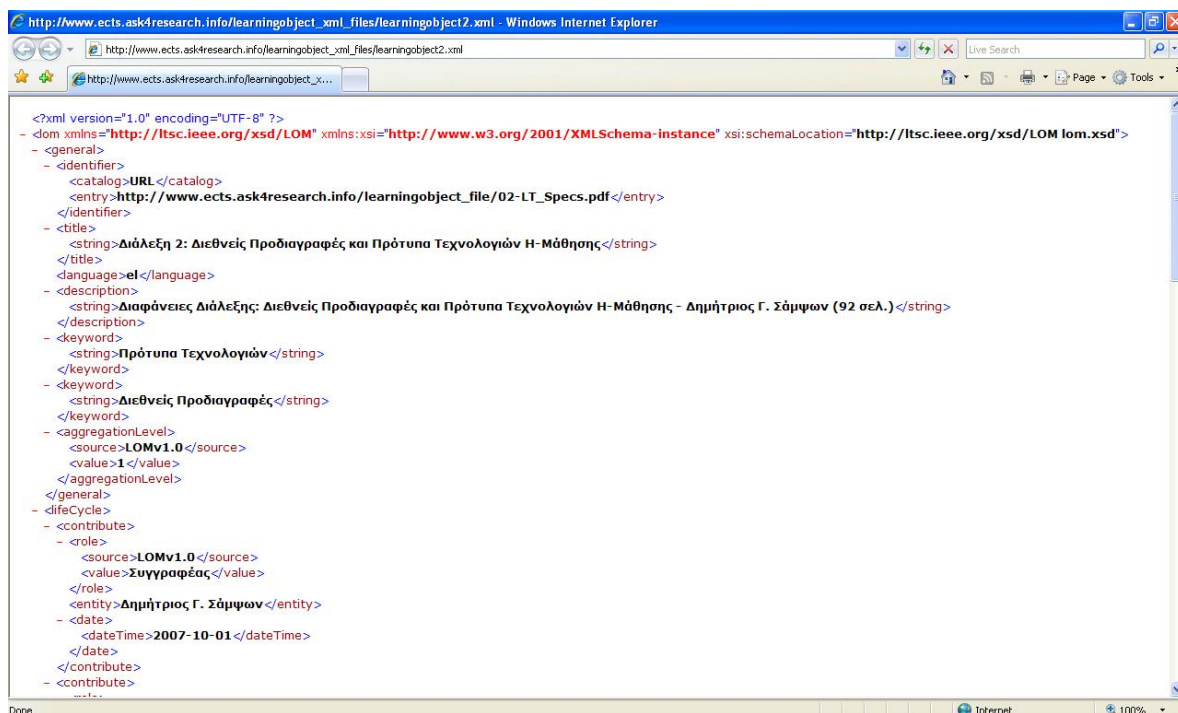 http://www.ects.ask4research.info/learningobject_xml_files/learningobject2.xml - Windows Internet Explorer
http://www.ects.ask4research.info/learningobject_xml_files/learningobject2.xml
Live Search
http://www.ects.ask4research.info/learningobject_x...
Page Tools
<?xml version="1.0" encoding="UTF-8" ?>
- <lom xmlns="http://ltsc.ieee.org/xsd/LOM" xmlns:xsi="http://www.w3.org/2001/XMLSchema-instance" xsi:schemaLocation="http://ltsc.ieee.org/xsd/LOM lom.xsd">
- <general>
- <identifier>
<catalog>URL</catalog>
<entry>http://www.ects.ask4research.info/learningobject_file/02-LT_Specs.pdf</entry>
</identifier>
- <title>
<string>Διάλεξη 2: Διεθνείς Προδιαγραφές και Πρότυπα Τεχνολογιών Η-Μάθησης</string>
</title>
<language>el</language>
- <description>
<string>Διαφάνειες Διάλεξης: Διεθνείς Προδιαγραφές και Πρότυπα Τεχνολογιών Η-Μάθησης - Δημήτριος Γ. Σάμψων (92 σελ.)</string>
</description>
- <keyword>
<string>Πρότυπα Τεχνολογιών</string>
</keyword>
- <keyword>
<string>Διεθνείς Προδιαγραφές</string>
</keyword>
- <aggregationLevel>
<source>LOMv1.0</source>
<value>1</value>
</aggregationLevel>
</general>
- <lifeCycle>
- <contribute>
- <role>
<source>LOMv1.0</source>
<value>Συγγραφέας</value>
</role>
<entity>Δημήτριος Γ. Σάμψων</entity>
- <date>
<dateTime>2007-10-01</dateTime>
</date>
</contribute>
- <contribute>
Done
Internet
100%